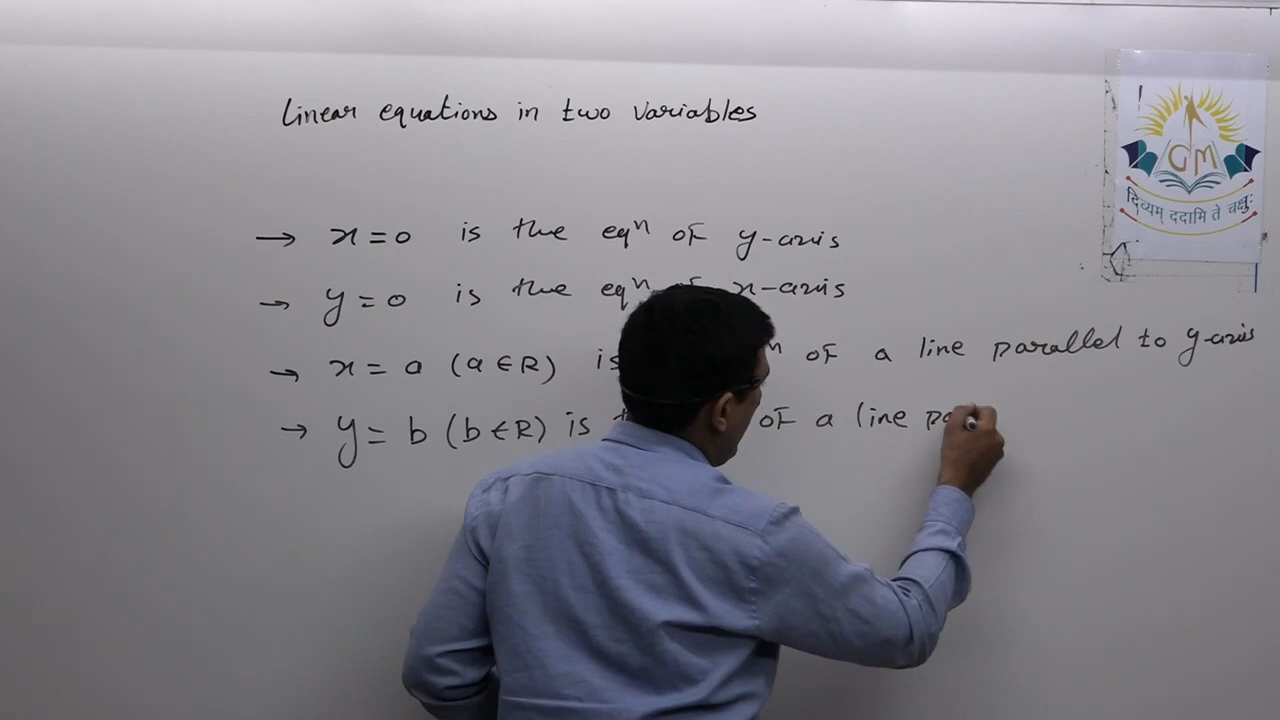 Linear equations in two variables
GM
दिव्यम् ददामि ते चक्षुः
→ x=0 is the eqⁿ of y-axis
→ y=0 is the eqⁿ x-axis
→ x=a (a∈R) is of a line parallel to y-axis
→ y=b (b∈R) is of a line